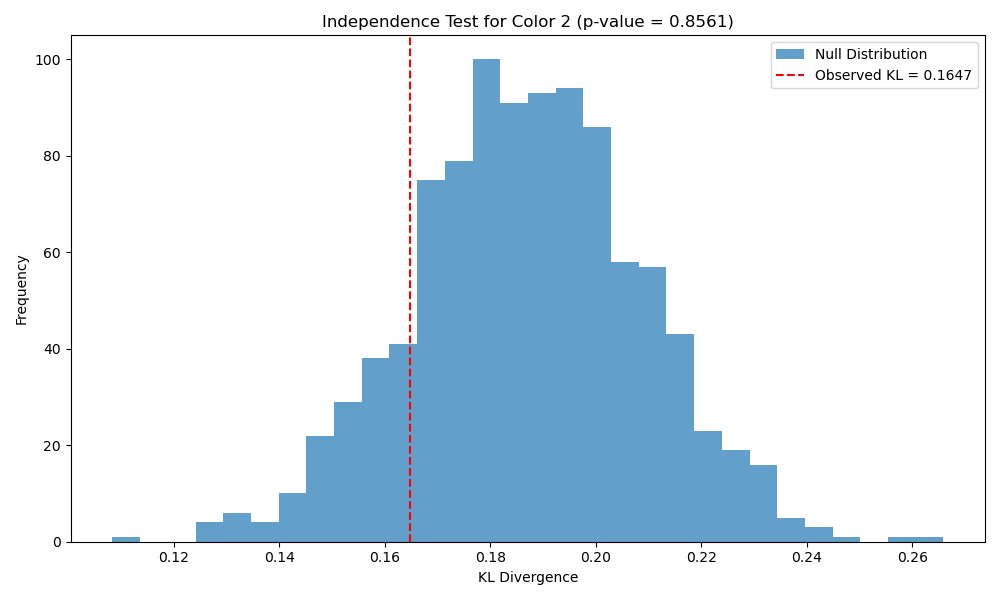 Independence Test for Color 2 (p-value = 0.8561)
Null Distribution
Observed KL = 0.1647
Frequency
100
80
60
40
20
0
0.12 0.14 0.16 0.18 0.20 0.22 0.24 0.26
KL Divergence